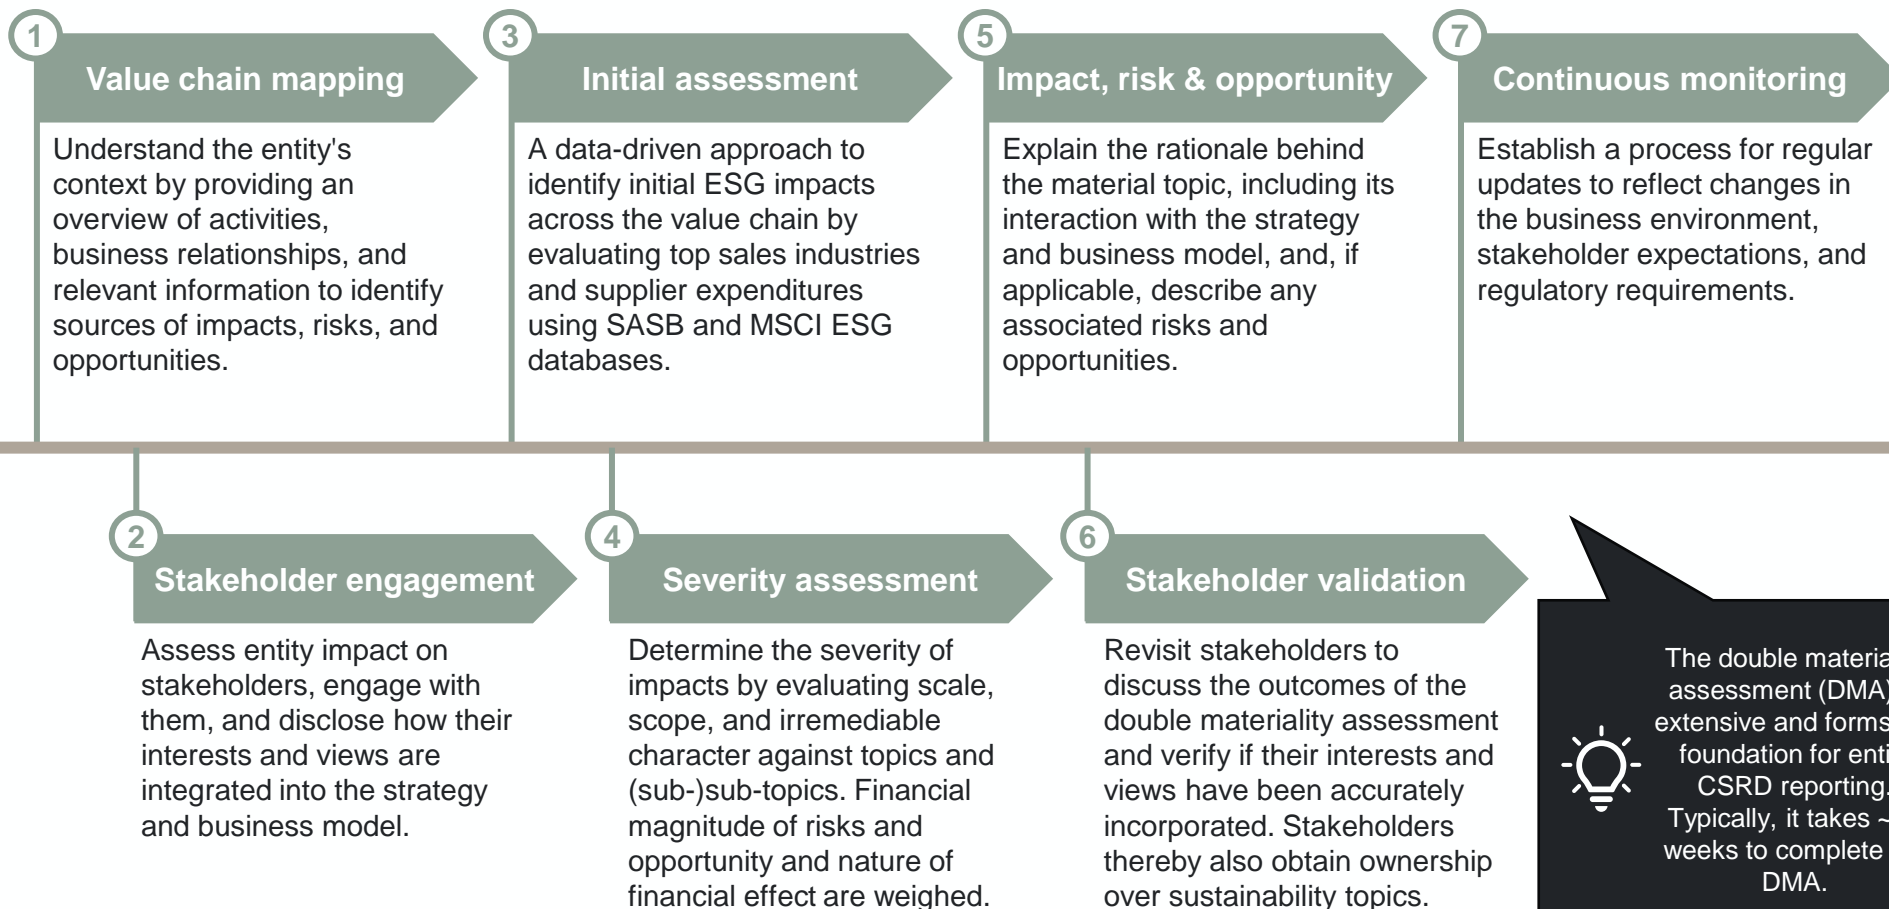 1
Value chain mapping
Understand the entity's
context by providing an
overview of activities,
business relationships, and
relevant information to identify
sources of impacts, risks, and
opportunities.
3
Initial assessment
A data-driven approach to
identify initial ESG impacts
across the value chain by
evaluating top sales industries
and supplier expenditures
using SASB and MSCI ESG
databases.
5
Impact, risk & opportunity
Explain the rationale behind
the material topic, including its
interaction with the strategy
and business model, and, if
applicable, describe any
associated risks and
opportunities.
7
Continuous monitoring
Establish a process for regular
updates to reflect changes in
the business environment,
stakeholder expectations, and
regulatory requirements.
2
Stakeholder engagement
Assess entity impact on
stakeholders, engage with
them, and disclose how their
interests and views are
integrated into the strategy
and business model.
4
Severity assessment
Determine the severity of
impacts by evaluating scale,
scope, and irremediable
character against topics and
(sub-)sub-topics. Financial
magnitude of risks and
opportunity and nature of
financial effect are weighed.
6
Stakeholder validation
Revisit stakeholders to
discuss the outcomes of the
double materiality assessment
and verify if their interests and
views have been accurately
incorporated. Stakeholders
thereby also obtain ownership
over sustainability topics.
The double
assessment (DMA)
extensive and forms
foundation for
CSRD reporting.
Typically, it takes ~
weeks to complete
DMA.